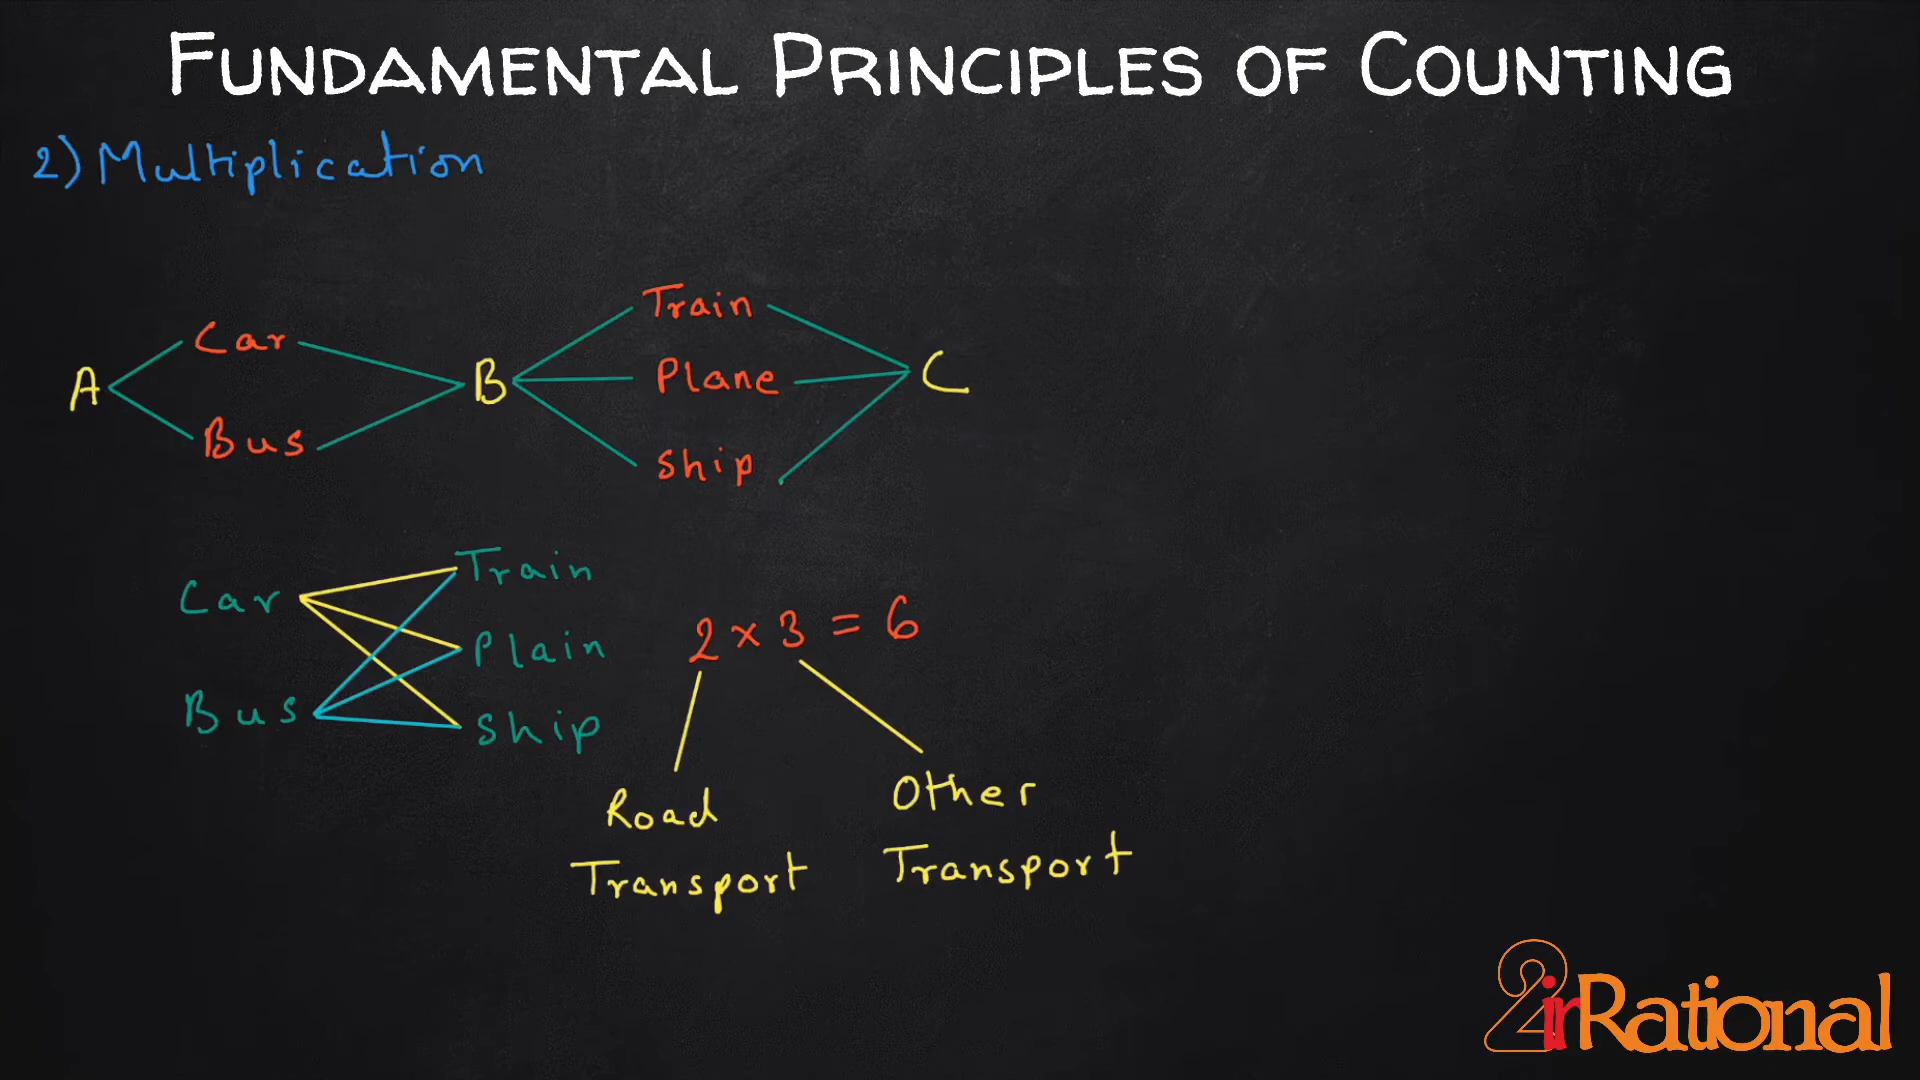 FUNDAMENTAL PRINCIPLES OF COUNTING
2) Multiplication
A
Car
Bus
B
Train
Plane
Ship
C
Car
Bus
Train
Plain
Ship
2 × 3 = 6
Road
Transport
Other
Transport
2irRational